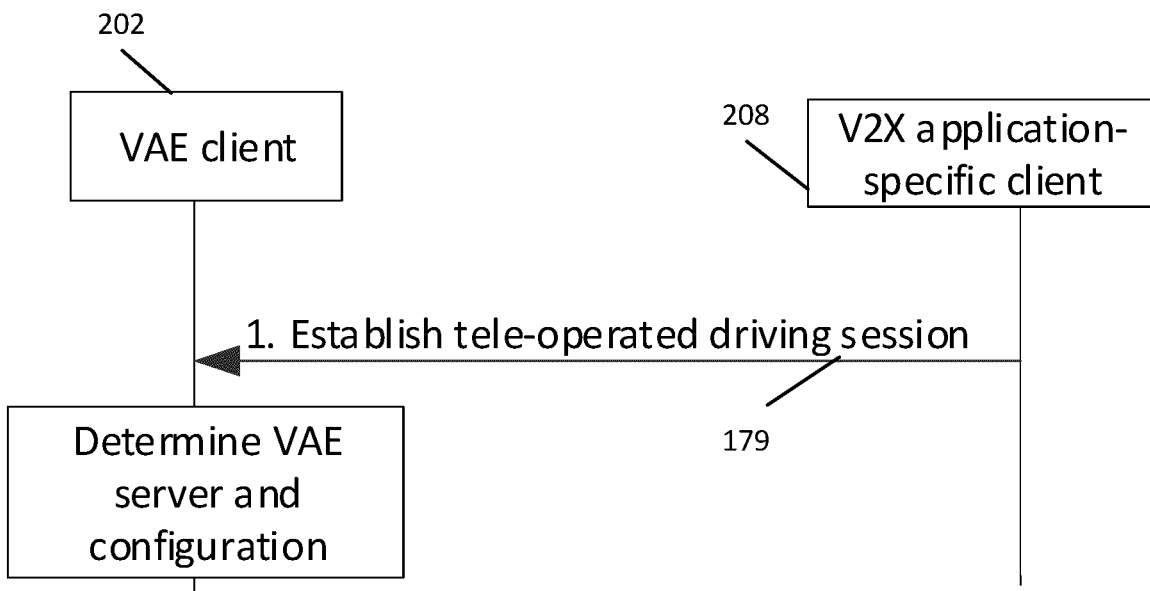 202
VAE client
208
V2X application-
specific client
1. Establish tele-operated driving session
179
Determine VAE
server and
configuration